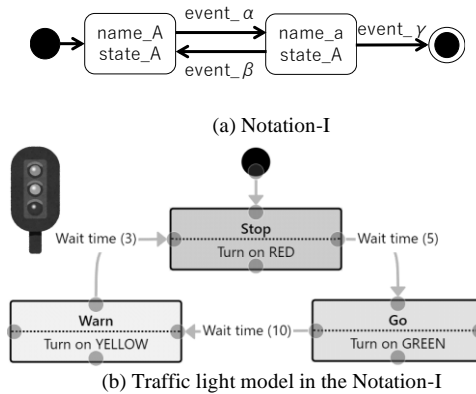 event_α
name_A
state_A
event_β
name_a
state_A
event_γ
(a) Notation-I
Stop
Turn on RED
Wait time (3)
Wait time (5)
Warn
Turn on YELLOW
Wait time (10)
Go
Turn on GREEN
(b) Traffic light model in the Notation-I